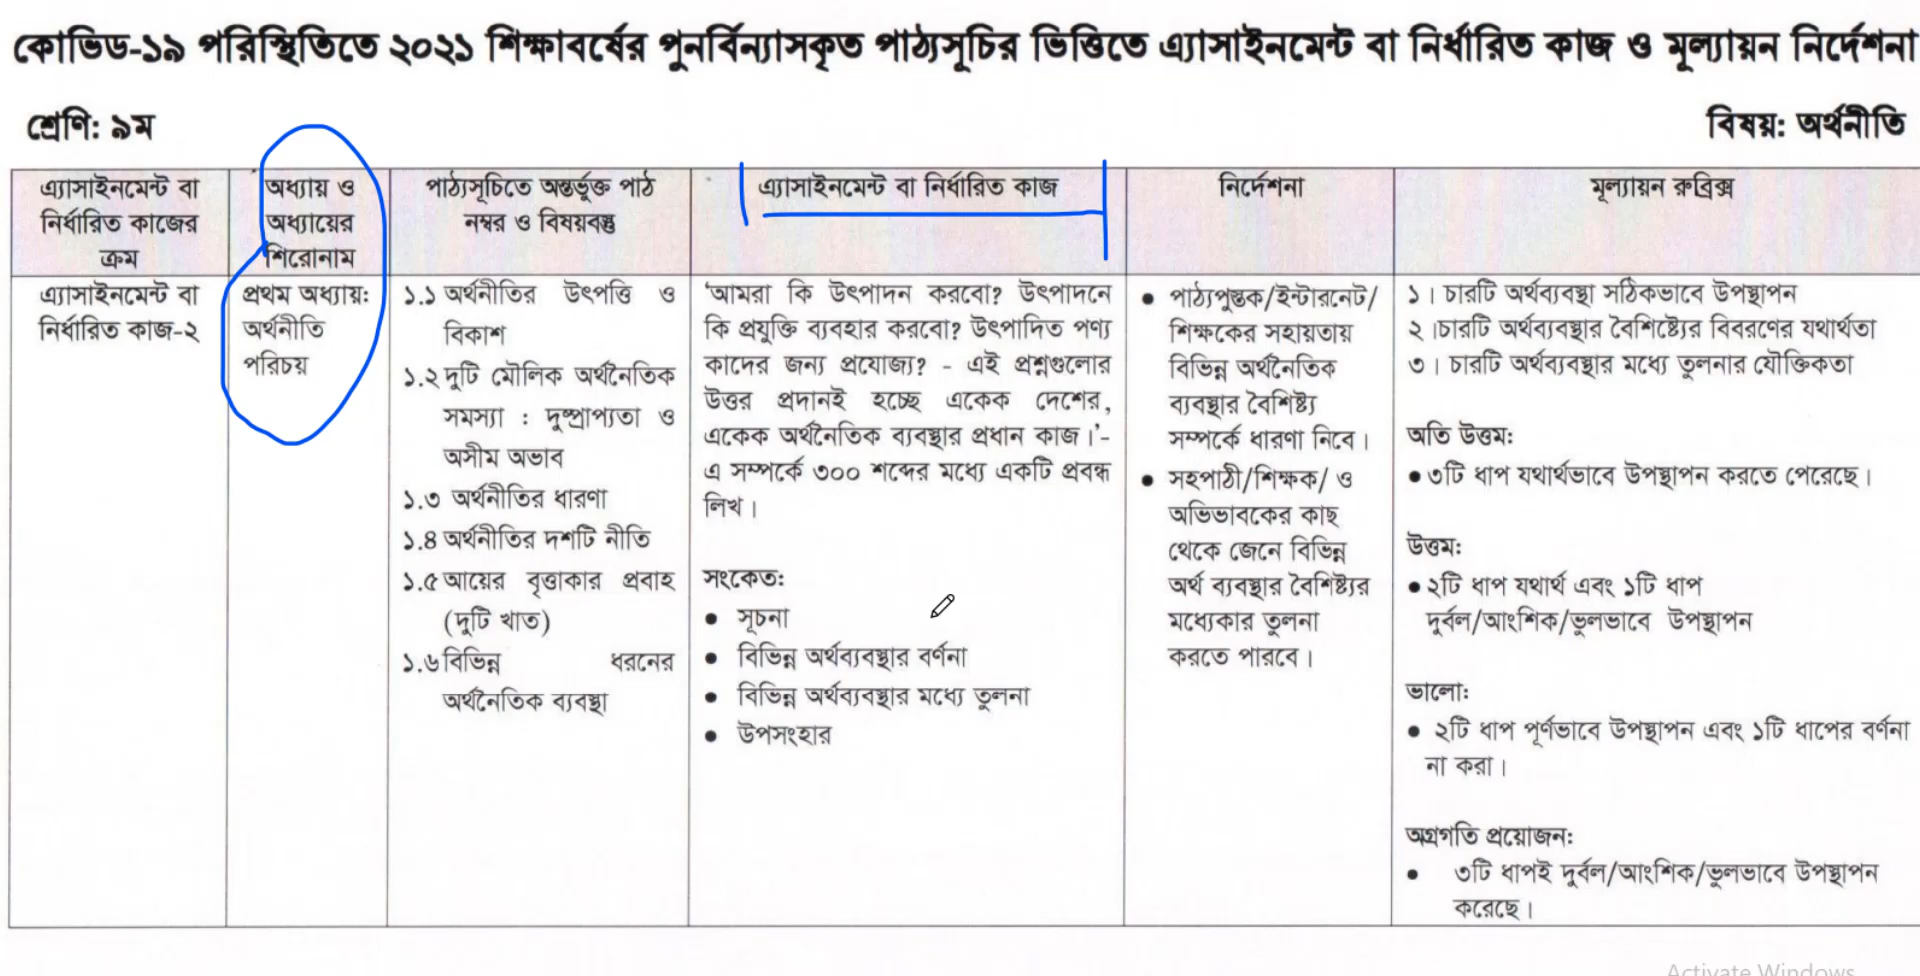 কোভিড-১৯ পরিস্থিতিতে ২০২১ শিক্ষাবর্ষের পুনর্বিন্যাসকৃত পাঠ্যসূচির ভিত্তিতে এ্যাসাইনমেন্ট বা নির্ধারিত কাজ ও মূল্যায়ন নির্দেশনা
শ্রেণি: ৯ম
বিষয়: অর্থনীতি
এ্যাসাইনমেন্ট বা
নির্ধারিত কাজের
ক্রম
অধ্যায় ও
অধ্যায়ের
শিরোনাম
পাঠ্যসূচিতে অন্তর্ভুক্ত পাঠ
নম্বর ও বিষয়বস্তু
এ্যাসাইনমেন্ট বা নির্ধারিত কাজ
নির্দেশনা
মূল্যায়ন রুব্রিক্স
এ্যাসাইনমেন্ট বা
নির্ধারিত কাজ-২
প্রথম অধ্যায়:
অর্থনীতি
পরিচয়
১.১ অর্থনীতির উৎপত্তি ও
বিকাশ
১.২ দুটি মৌলিক অর্থনৈতিক
সমস্যা : দুষ্প্রাপ্যতা ও
অসীম অভাব
১.৩ অর্থনীতির ধারণা
১.৪ অর্থনীতির দশটি নীতি
১.৫ আয়ের বৃত্তাকার প্রবাহ
(দুটি খাত)
১.৬ বিভিন্ন ধরনের
অর্থনৈতিক ব্যবস্থা
‘আমরা কি উৎপাদন করবো? উৎপাদনে
কি প্রযুক্তি ব্যবহার করবো? উৎপাদিত পণ্য
কাদের জন্য প্রযোজ্য? - এই প্রশ্নগুলোর
উত্তর প্রদানই হচ্ছে একেক দেশের,
একেক অর্থনৈতিক ব্যবস্থার প্রধান কাজ।’-
এ সম্পর্কে ৩০০ শব্দের মধ্যে একটি প্রবন্ধ
লিখ।
সংকেত:
• সূচনা
• বিভিন্ন অর্থব্যবস্থার বর্ণনা
• বিভিন্ন অর্থব্যবস্থার মধ্যে তুলনা
• উপসংহার
• পাঠ্যপুস্তক/ইন্টারনেট/
শিক্ষকের সহায়তায়
বিভিন্ন অর্থনৈতিক
ব্যবস্থার বৈশিষ্ট্য
সম্পর্কে ধারণা নিবে।
• সহপাঠী/শিক্ষক/ ও
অভিভাবকের কাছ
থেকে জেনে বিভিন্ন
অর্থ ব্যবস্থার বৈশিষ্ট্যর
মধ্যেকার তুলনা
করতে পারবে।
১। চারটি অর্থব্যবস্থা সঠিকভাবে উপস্থাপন
২।চারটি অর্থব্যবস্থার বৈশিষ্ট্যের বিবরণের যথার্থতা
৩। চারটি অর্থব্যবস্থার মধ্যে তুলনার যৌক্তিকতা
অতি উত্তম:
• ৩টি ধাপ যথার্থভাবে উপস্থাপন করতে পেরেছে।
উত্তম:
• ২টি ধাপ যথার্থ এবং ১টি ধাপ
দুর্বল/আংশিক/ভুলভাবে উপস্থাপন
ভালো:
• ২টি ধাপ পূর্ণভাবে উপস্থাপন এবং ১টি ধাপের বর্ণনা
না করা।
অগ্রগতি প্রয়োজন:
• ৩টি ধাপই দুর্বল/আংশিক/ভুলভাবে উপস্থাপন
করেছে।
Activate Windows